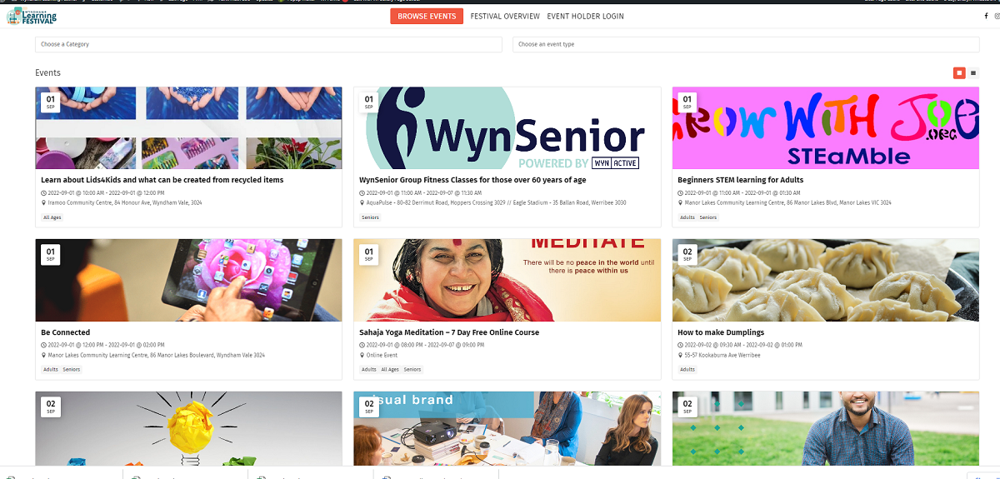 WYNDHAM
Learning
FESTIVAL
BROWSE EVENTS
FESTIVAL OVERVIEW
EVENT HOLDER LOGIN
Choose a Category
Choose an event type
Events
01
SEP
Learn about Lids4Kids and what can be created from recycled items
2022-09-01 @ 10:00 AM - 2022-09-01 @ 12:00 PM
Iramoo Community Centre, 84 Honour Ave, Wyndham Vale, 3024
All Ages
01
SEP
WynSenior
POWERED BY WYN ACTIVE
WynSenior Group Fitness Classes for those over 60 years of age
2022-09-01 @ 11:00 AM - 2022-09-07 @ 11:30 AM
AquaPulse - 80-82 Derrimut Road, Hoppers Crossing 3029 // Eagle Stadium - 35 Ballan Road, Werribee 3030
Seniors
01
SEP
GROW WITH JOE
.ORG
STEaMble
Beginners STEM learning for Adults
2022-09-01 @ 11:00 AM - 2022-09-01 @ 01:30 AM
Manor Lakes Community Learning Centre, 86 Manor Lakes Blvd, Manor Lakes VIC 3024
Adults Seniors
01
SEP
Be Connected
2022-09-01 @ 12:00 PM - 2022-09-01 @ 02:00 PM
Manor Lakes Community Learning Centre, 86 Manor Lakes Boulevard, Wyndham Vale 3024
Adults Seniors
01
SEP
MEDITATE
There will be no peace in the world until
there is peace within us
Sahaja Yoga Meditation – 7 Day Free Online Course
2022-09-01 @ 08:00 PM - 2022-09-07 @ 09:00 PM
Online Event
Adults All Ages Seniors
02
SEP
How to make Dumplings
2022-09-02 @ 09:30 AM - 2022-09-02 @ 01:00 PM
55-57 Kookaburra Ave Werribee
Adults
02
SEP
02
SEP
sual brand
02
SEP